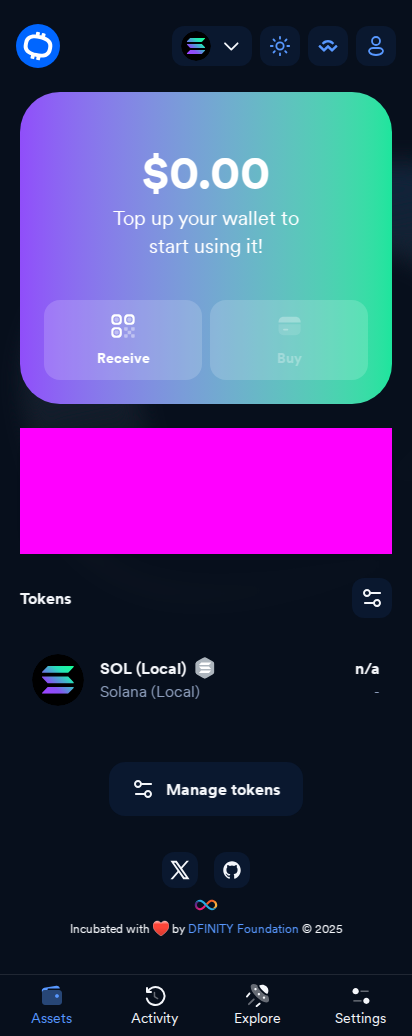 $0.00
Top up your wallet to
start using it!
Receive
Buy
Tokens
SOL (Local)
n/a
Solana (Local)
-
Manage tokens
Incubated with ❤️ by DFINITY Foundation © 2025
Assets
Activity
Explore
Settings